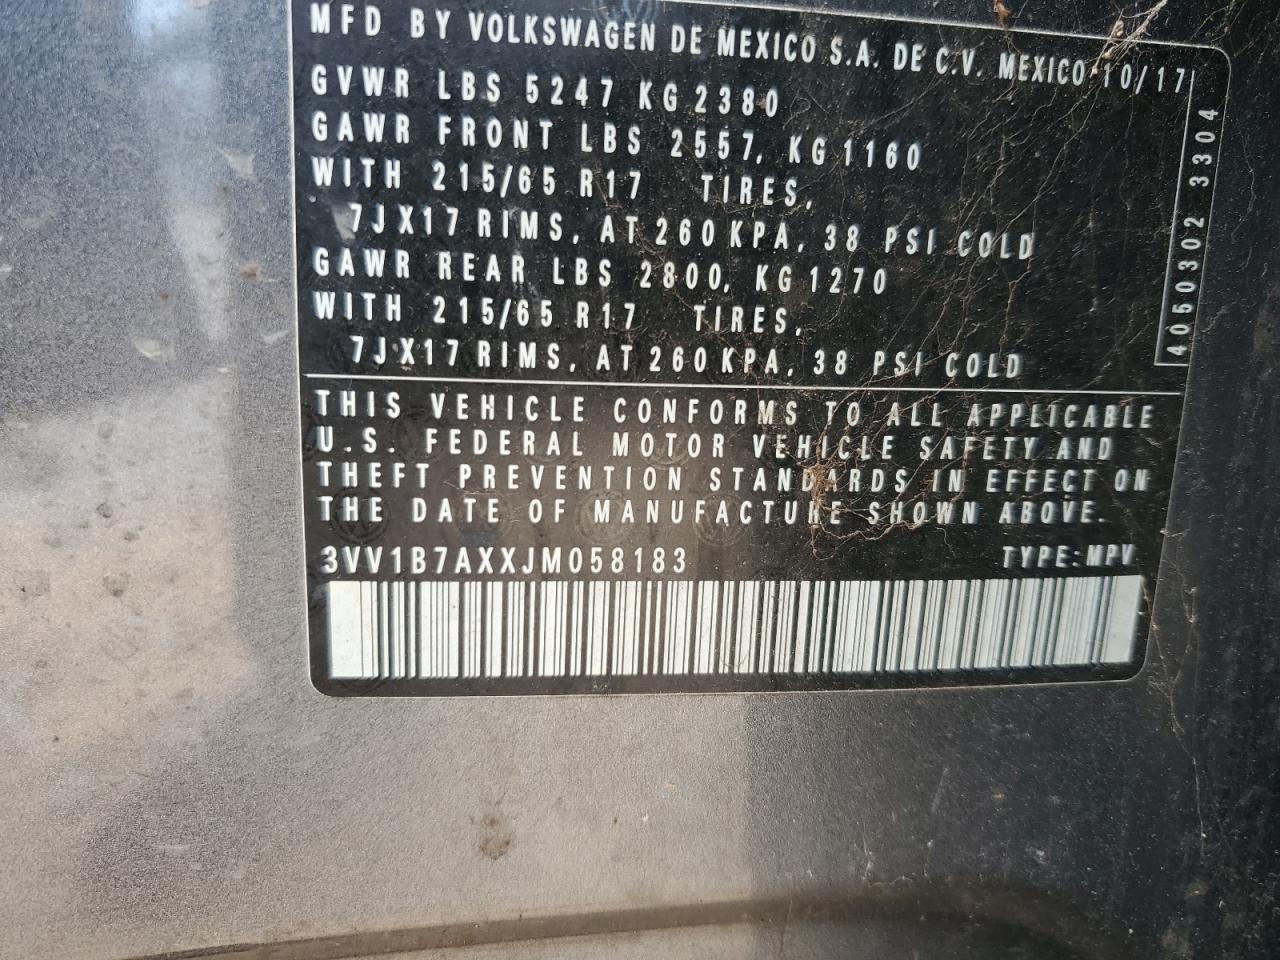 MFD BY VOLKSWAGEN DE MEXICO S.A. DE C.V. MEXICO 10/17
GVWR LBS 5247 KG 2380
GAWR FRONT LBS 2557, KG 1160
WITH 215/65 R17 TIRES,
7J X17 RIMS, AT 260 KPA, 38 PSI COLD
GAWR REAR LBS 2800, KG 1270
WITH 215/65 R17 TIRES,
7J X17 RIMS, AT 260 KPA, 38 PSI COLD
4050302 3304
THIS VEHICLE CONFORMS TO ALL APPLICABLE
U.S. FEDERAL MOTOR VEHICLE SAFETY AND
THEFT PREVENTION STANDARDS IN EFFECT ON
THE DATE OF MANUFACTURE SHOWN ABOVE.
3VV1B7AXXJM058183 TYPE: MPV